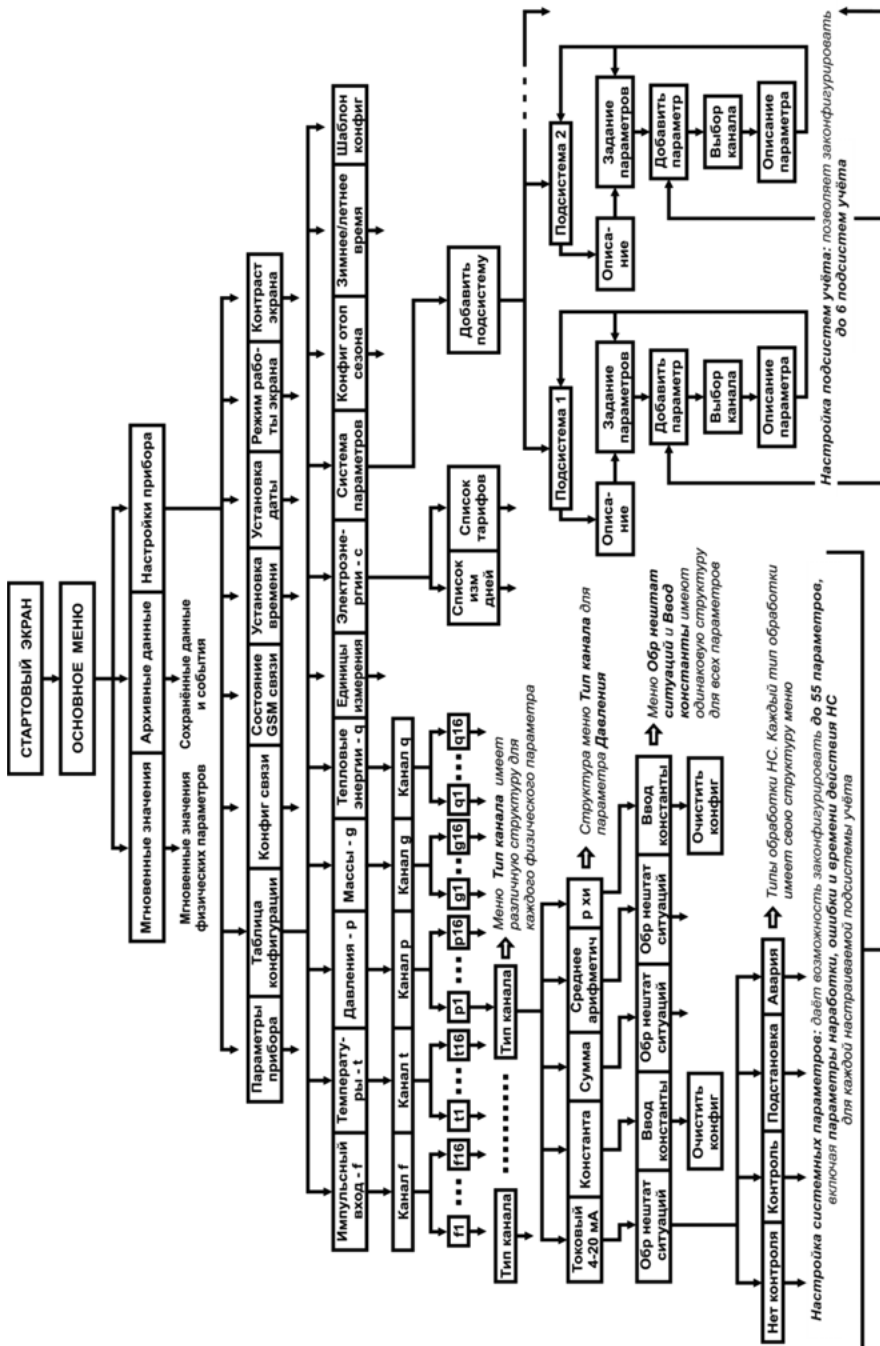 СТАРТОВЫЙ ЭКРАН
ОСНОВНОЕ МЕНЮ
Мгновенные значения
Архивные данные
Настройки прибора
Мгновенные значения
физических параметров
Сохранённые данные
и события
Параметры
прибора
Таблица
конфигурации
Конфиг связи
Состояние
GSM связи
Установка
времени
Установка
даты
Режим рабо-
ты экрана
Контраст
экрана
Импульсный
вход - f
Температу-
ры - t
Давления - p
Массы - g
Тепловые
энергии - q
Единицы
измерения
Электроэне-
ргии - с
Система
параметров
Конфиг отоп
сезона
Зимнее/летнее
время
Шаблон
конфиг
Канал f
Канал t
Канал p
Канал g
Канал q
Список
изм
дней
Список
тарифов
Добавить
подсистему
f1
f16
t1
t16
p1
p16
g1
g16
q1
q16
Тип канала
Тип канала
Меню Тип канала имеет
различную структуру для
каждого физического параметра
Токовый
4-20 мА
Константа
Сумма
Среднее
арифметич
p хи
Структура меню Тип канала для
параметра Давления
Обр нештат
ситуаций
Ввод
константы
Обр нештат
ситуаций
Обр нештат
ситуаций
Ввод
константы
Меню Обр нештат
ситуаций и Ввод
константы имеют
одинаковую структуру
для всех параметров
Очистить
конфиг
Очистить
конфиг
Нет контроля
Контроль
Подстановка
Авария
Типы обработки НС. Каждый тип обработки
имеет свою структуру меню
Настройка системных параметров: даёт возможность законфигурировать до 55 параметров,
включая параметры наработки, ошибки и времени действия НС
для каждой настраиваемой подсистемы учёта
Подсистема 1
Описа-
ние
Задание
параметров
Добавить
параметр
Выбор
канала
Описание
параметра
Подсистема 2
Описа-
ние
Задание
параметров
Добавить
параметр
Выбор
канала
Описание
параметра
Настройка подсистем учёта: позволяет законфигурировать
до 6 подсистем учёта